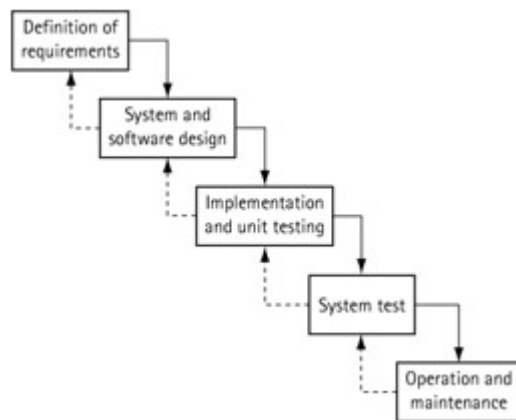 Definition of
requirements
System and
software design
Implementation
and unit testing
System test
Operation and
maintenance